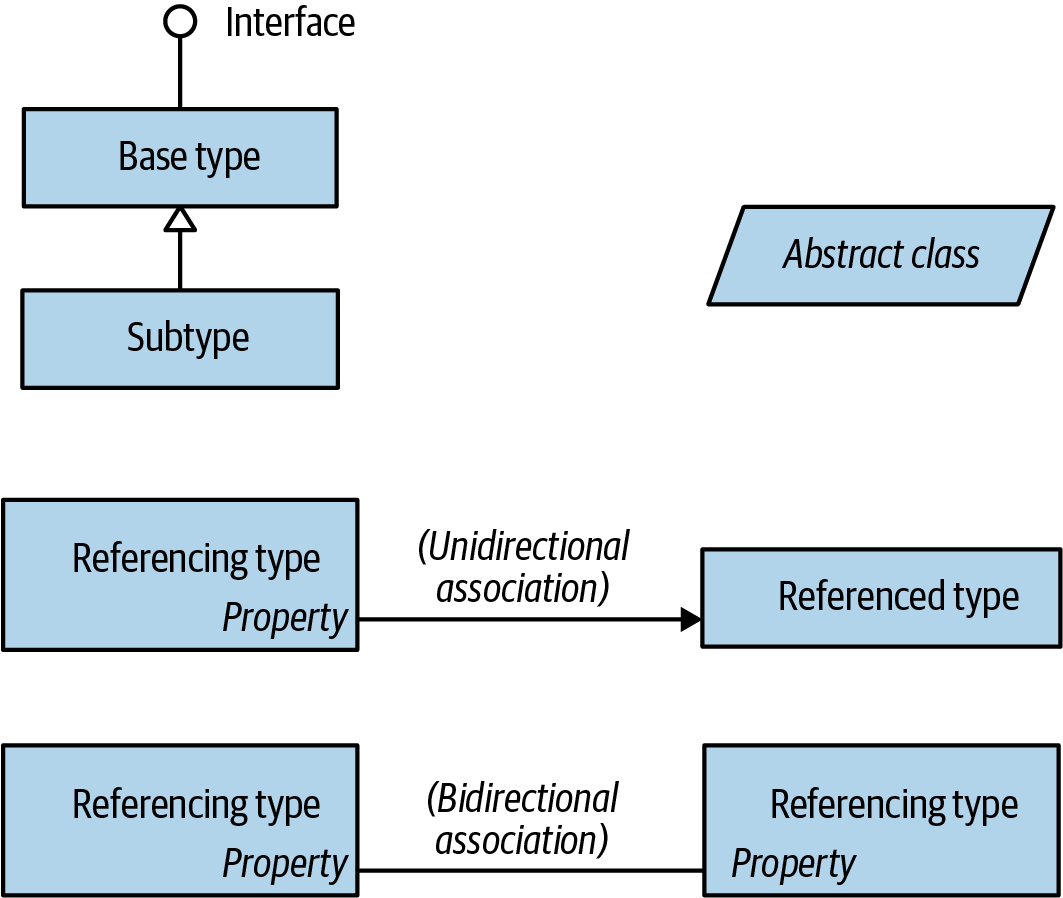 Interface
Base type
Abstract class
Subtype
Referencing type
Property
(Unidirectional
association)
Referenced type
Referencing type
Property
(Bidirectional
association)
Referencing type
Property